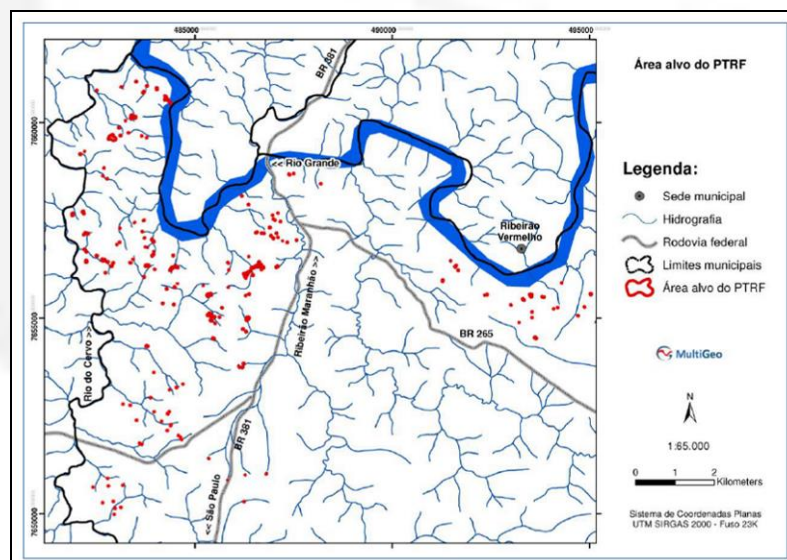 485000 490000 495000
Área alvo do PTRF
BR 381
7660000
<< Rio Grande
Legenda:
Sede municipal
Hidrografia
Rodovia federal
Limites municipais
Área alvo do PTRF
Ribeirão
Vermelho
Ribeirão Maranhão >>
7655000
Rio do Cervo >>
BR 265
MultiGeo
N
1:65.000
BR 381
0 1 2
Kilometers
<< São Paulo
7650000
Sistema de Coordenadas Planas
UTM SIRGAS 2000 - Fuso 23K